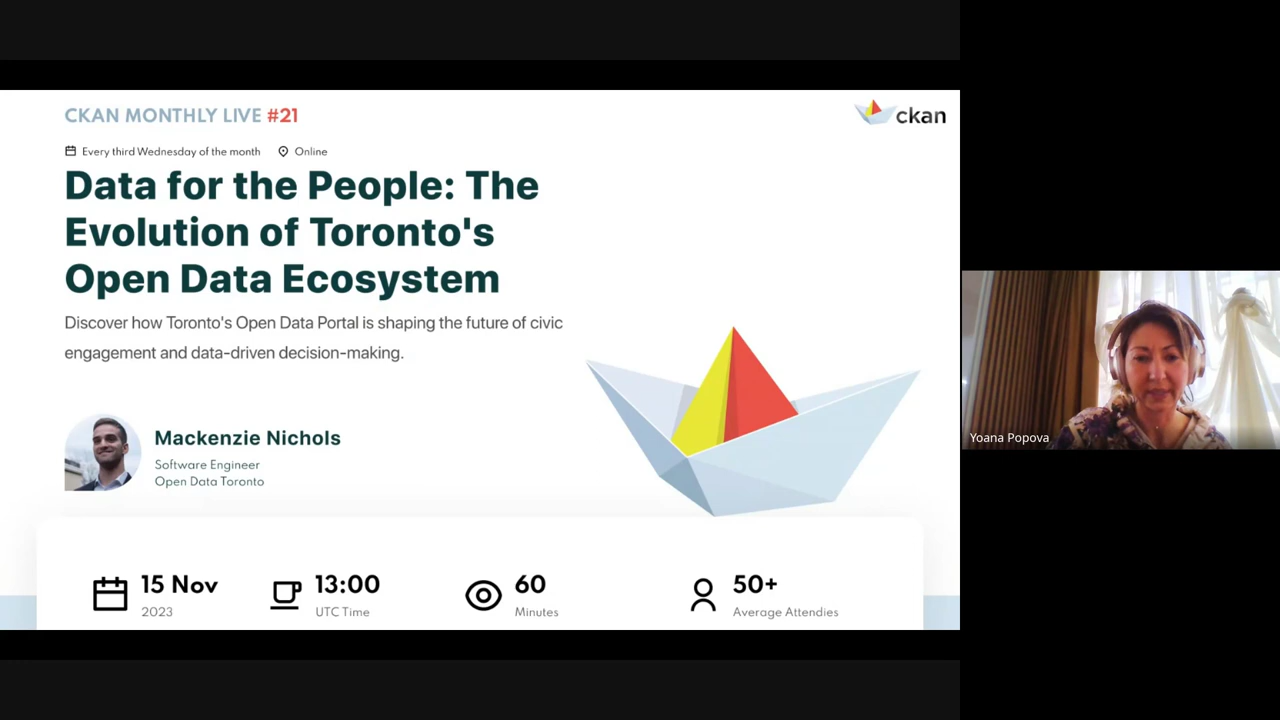 CKAN MONTHLY LIVE #21
ckan
Every third Wednesday of the month
Online
Data for the People: The
Evolution of Toronto's
Open Data Ecosystem
Discover how Toronto's Open Data Portal is shaping the future of civic
engagement and data-driven decision-making.
Mackenzie Nichols
Software Engineer
Open Data Toronto
15 Nov
2023
13:00
UTC Time
60
Minutes
50+
Average Attendies
Yoana Popova